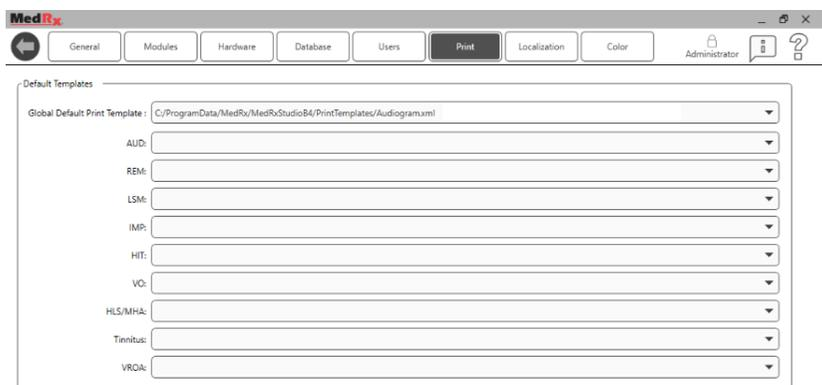 MedRx
General Modules Hardware Database Users Print Localization Color Administrator
Default Templates
Global Default Print Template : C:/ProgramData/MedRx/MedRxStudioB4/PrintTemplates/Audiogram.xml
AUD:
REM:
LSM:
IMP:
HIT:
VO:
HLS/MHA:
Tinnitus:
VROA: